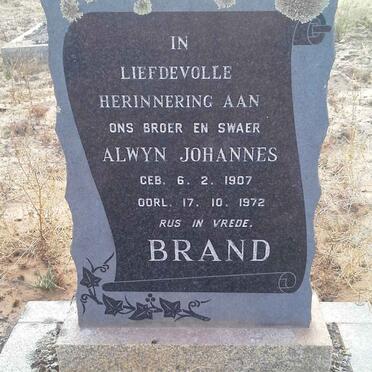 IN
LIEFDEVOLLE
HERINNERING AAN
ONS BROER EN SWAER
ALWYN JOHANNES
GEB. 6. 2. 1907
OORL. 17. 10. 1972
RUS IN VREDE.
BRAND